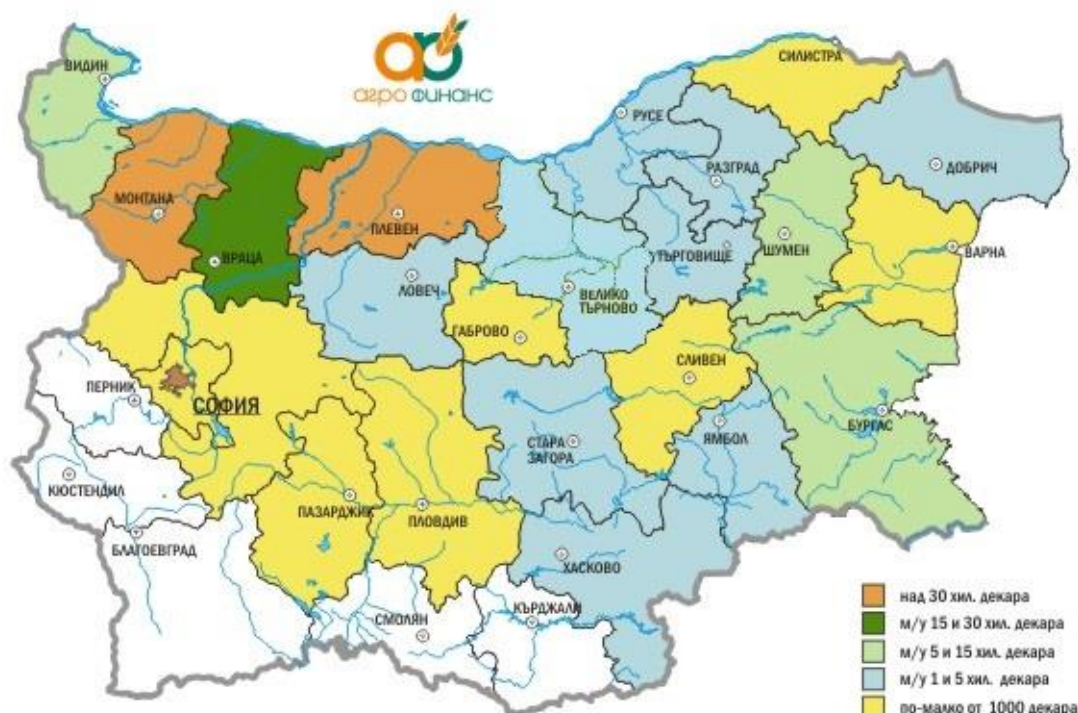 агро финанс
ВИДИН
СИЛИСТРА
РУСЕ
МОНТАНА
ПЛЕВЕН
РАЗГРАД
ДОБРИЧ
ВРАЦА
ЛОВЕЧ
ТЪРГОВИЩЕ
ШУМЕН
ВАРНА
ВЕЛИКО
ТЪРНОВО
ГАБРОВО
СЛИВЕН
ПЕРНИК
СОФИЯ
СТАРА
ЗАГОРА
ЯМБОЛ
БУРГАС
КЮСТЕНДИЛ
ПАЗАРДЖИК
ПЛОВДИВ
БЛАГОЕВГРАД
ХАСКОВО
СМОЛЯН
КЪРДЖАЛИ
над 30 хил. декара
м/у 15 и 30 хил. декара
м/у 5 и 15 хил. декара
м/у 1 и 5 хил. декара
по-малко от 1000 декара